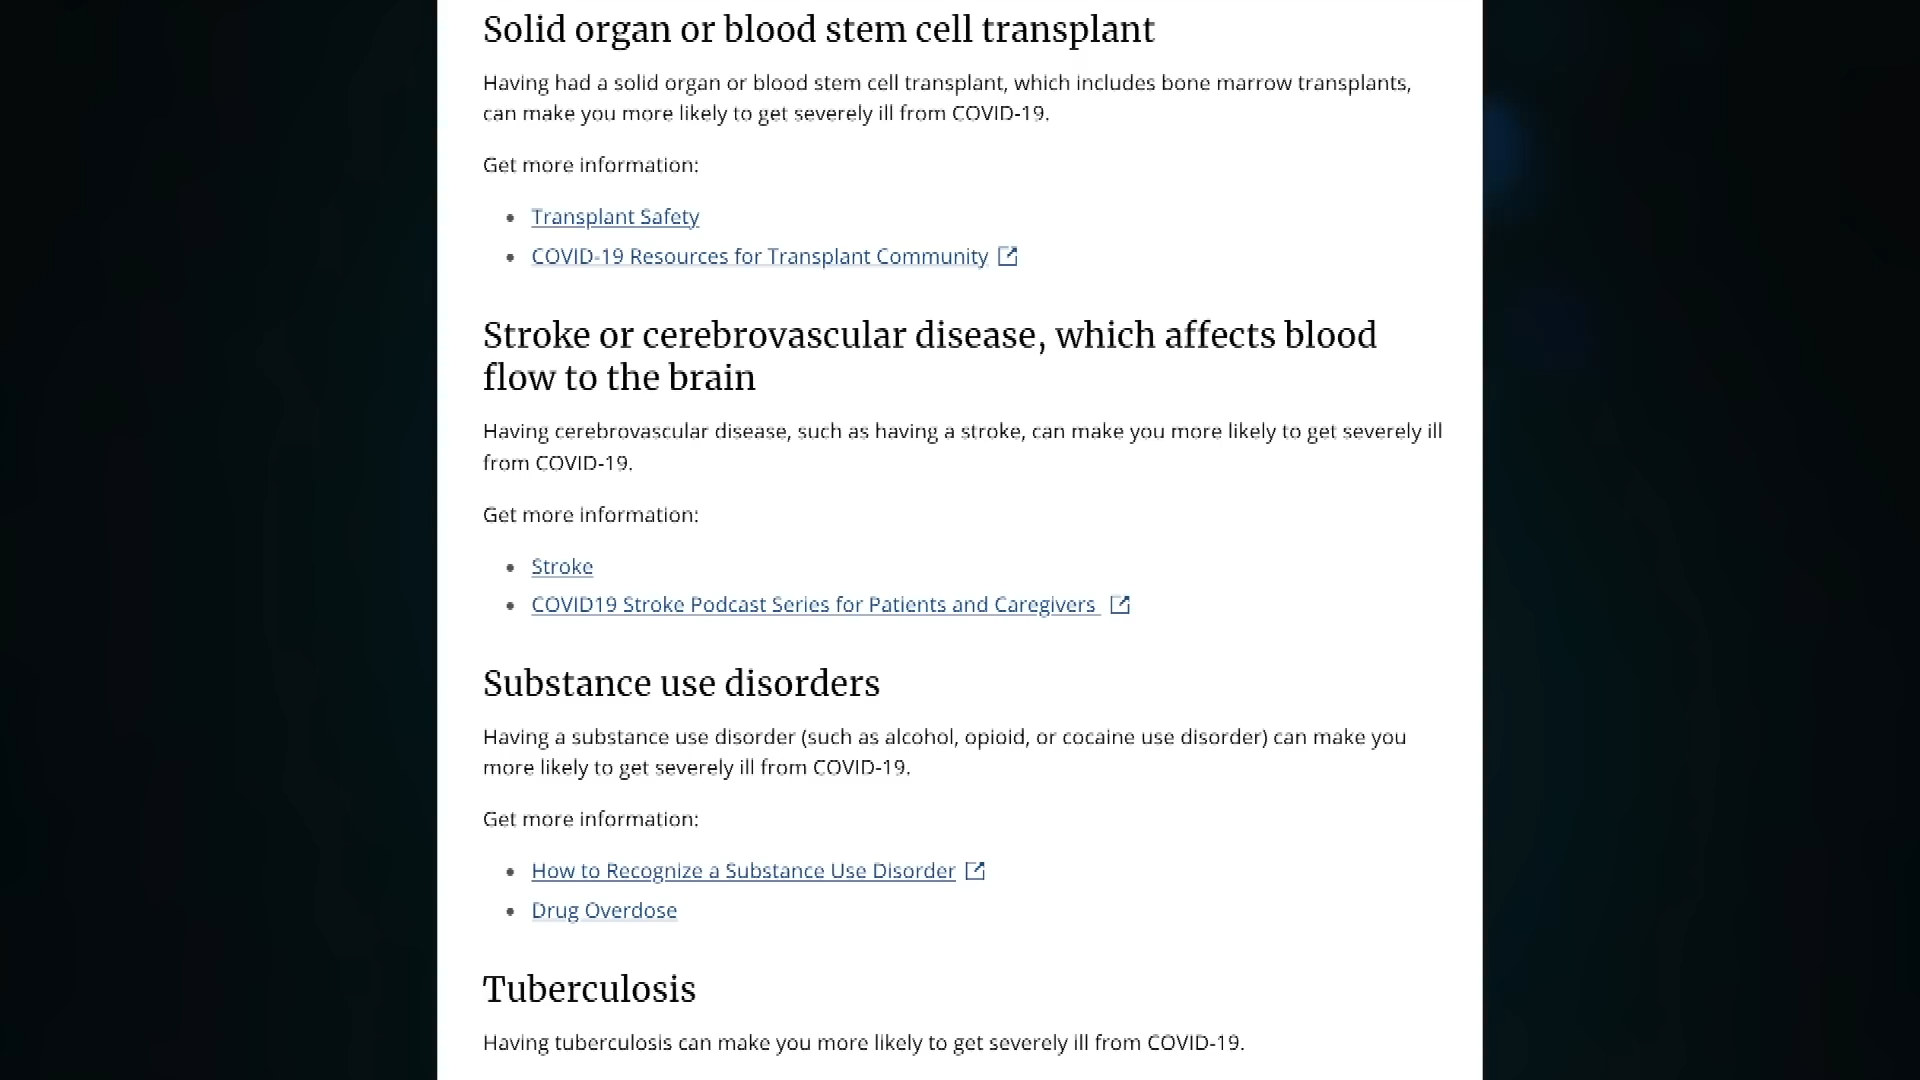 Solid organ or blood stem cell transplant
Having had a solid organ or blood stem cell transplant, which includes bone marrow transplants,
can make you more likely to get severely ill from COVID-19.
Get more information:
Transplant Safety
COVID-19 Resources for Transplant Community
Stroke or cerebrovascular disease, which affects blood
flow to the brain
Having cerebrovascular disease, such as having a stroke, can make you more likely to get severely ill
from COVID-19.
Get more information:
Stroke
COVID19 Stroke Podcast Series for Patients and Caregivers
Substance use disorders
Having a substance use disorder (such as alcohol, opioid, or cocaine use disorder) can make you
more likely to get severely ill from COVID-19.
Get more information:
How to Recognize a Substance Use Disorder
Drug Overdose
Tuberculosis
Having tuberculosis can make you more likely to get severely ill from COVID-19.